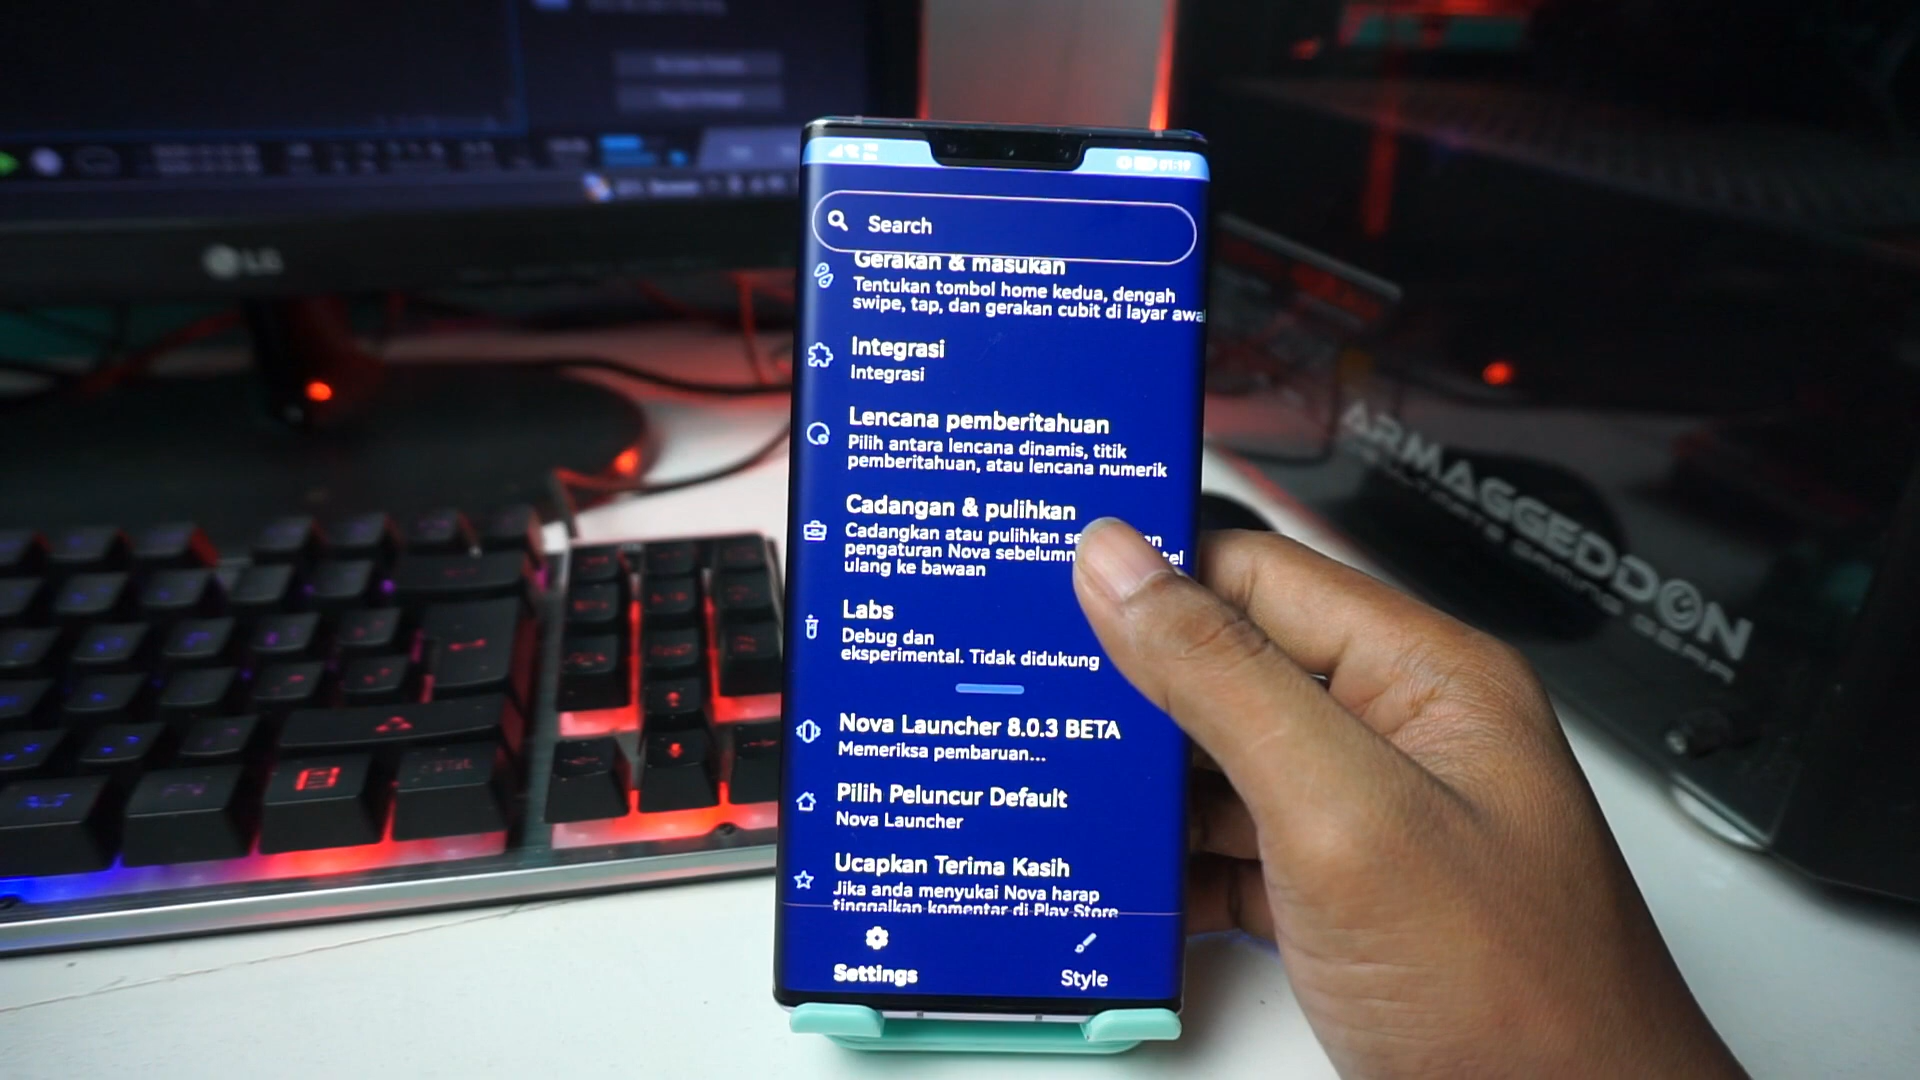 LG
01:19
Search
Gerakan & masukan
Tentukan tombol home kedua, dengah
swipe, tap, dan gerakan cubit di layar awal
Integrasi
Integrasi
Lencana pemberitahuan
Pilih antara lencana dinamis, titik
pemberitahuan, atau lencana numerik
Cadangan & pulihkan
Cadangkan atau pulihkan
pengaturan Nova
ulang ke bawaan
Labs
Debug dan
eksperimental. Tidak didukung
Nova Launcher 8.0.3 BETA
Memeriksa pembaruan...
Pilih Peluncur Default
Nova Launcher
Ucapkan Terima Kasih
Jika anda menyukai Nova harap
tinggalkan komentar di Play Store
Settings
Style
ARMAGGEDDON